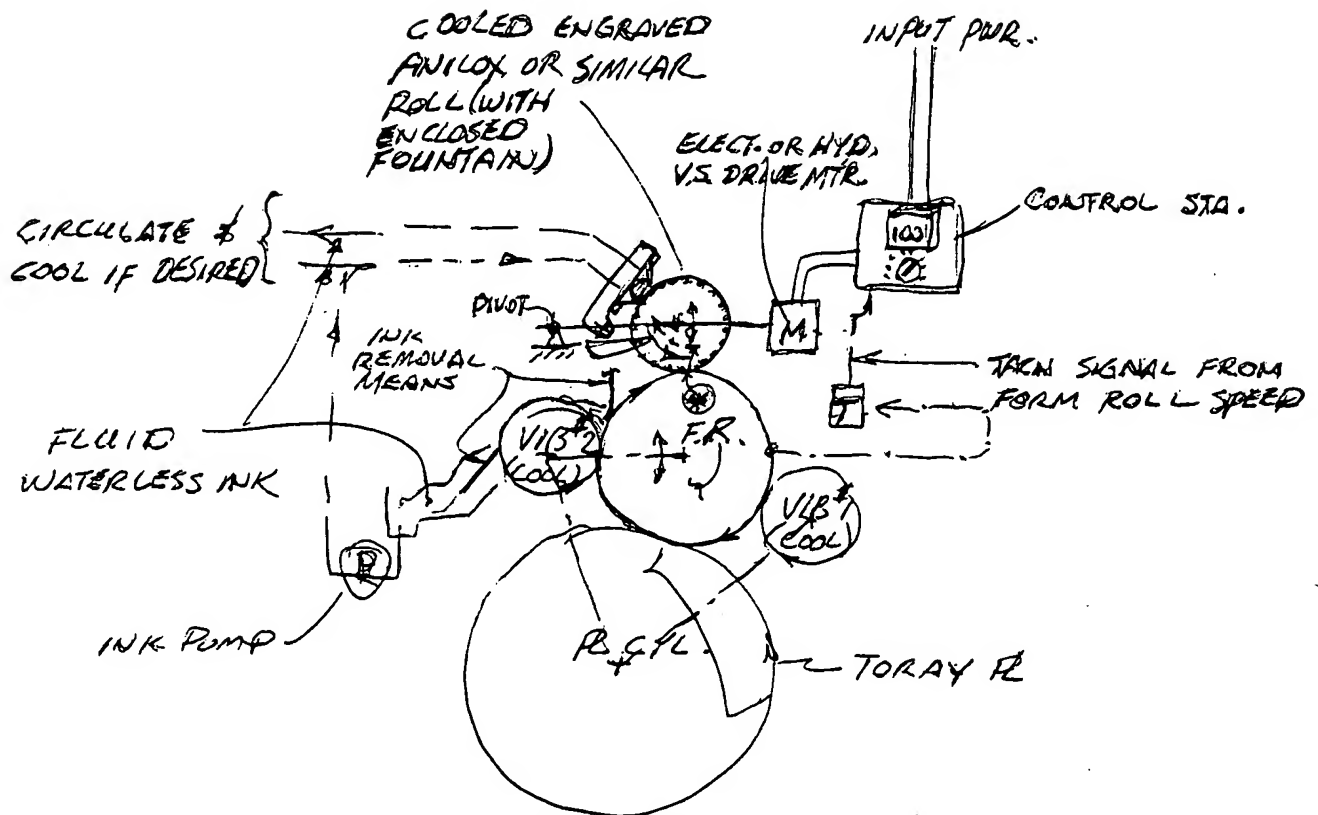 COOLED ENGRAVED
ANILOX OR SIMILAR
ROLL (WITH
ENCLOSED
FOUNTAIN)
INPUT PWR.
ELECT. OR HYD.
V.S. DRIVE MTR.
CONTROL STA.
100
CIRCULATE &
COOL IF DESIRED
PIVOT
M
INK
REMOVAL
MEANS
TACH SIGNAL FROM
FORM ROLL SPEED
T
FLUID
WATERLESS INK
VIB #2
(COOL)
F.R.
VIB #1
COOL
P
INK PUMP
PL CYL.
TORAY PL